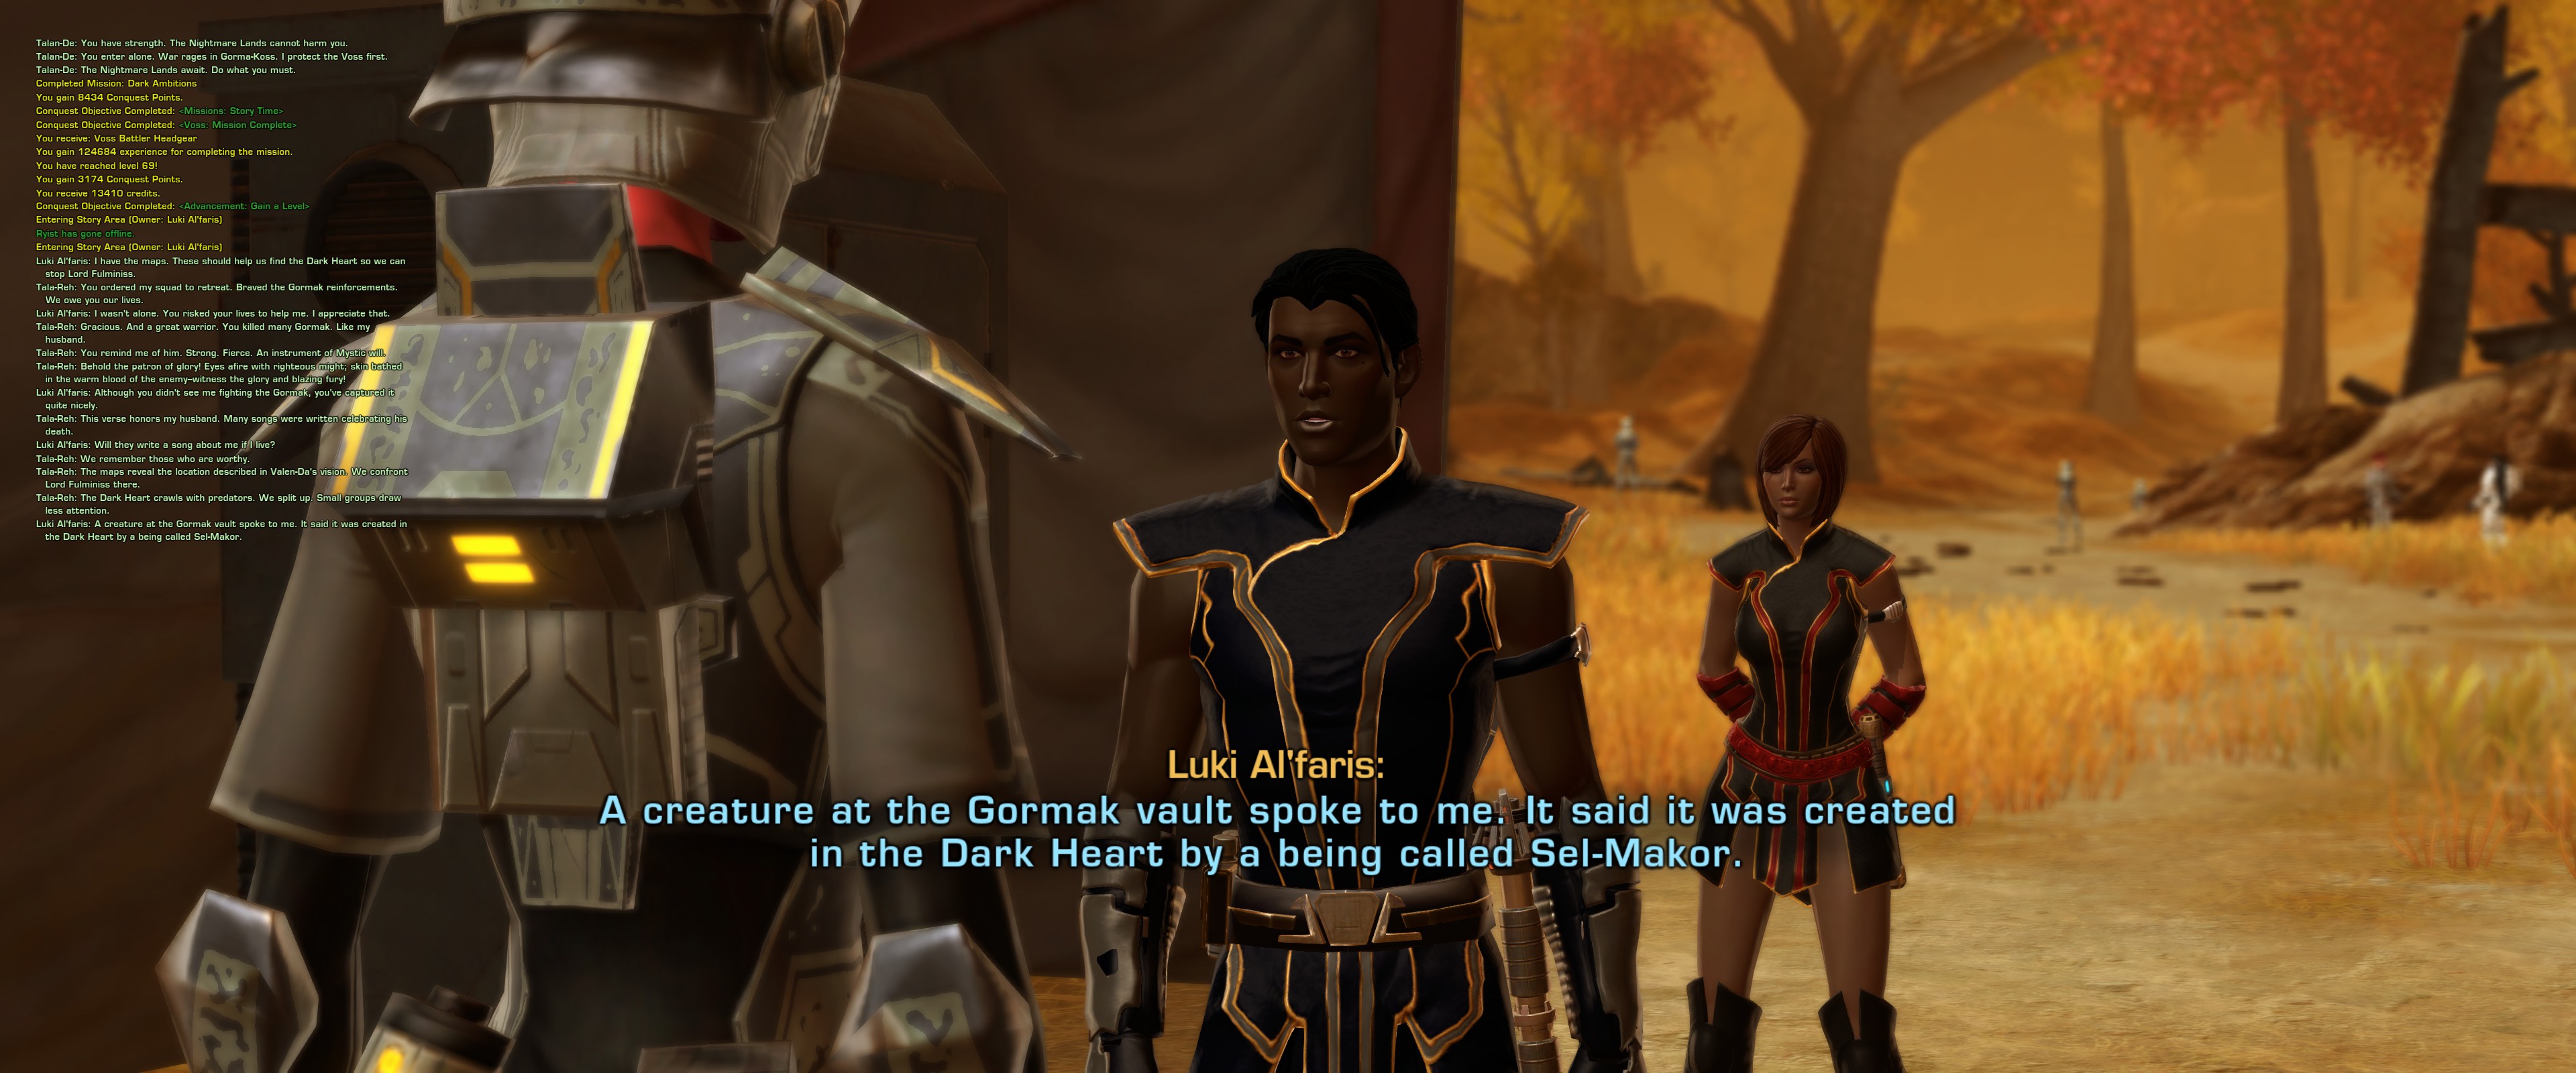 Talan-De: You have strength. The Nightmare Lands cannot harm you.
Talan-De: You enter alone. War rages in Gorma-Koss. I protect the Voss first.
Talan-De: The Nightmare Lands await. Do what you must.
Completed Mission: Dark Ambitions
You gain 8434 Conquest Points.
Conquest Objective Completed: <Missions: Story Time>
Conquest Objective Completed: <Voss: Mission Complete>
You receive: Voss Battler Headgear
You gain 124684 experience for completing the mission.
You have reached level 69!
You gain 3174 Conquest Points.
You receive 13410 credits.
Conquest Objective Completed: <Advancement: Gain a Level>
Entering Story Area (Owner: Luki Al'faris)
Ryist has gone offline.
Entering Story Area (Owner: Luki Al'faris)
Luki Al'faris: I have the maps. These should help us find the Dark Heart so we can
stop Lord Fulminiss.
Tala-Reh: You ordered my squad to retreat. Braved the Gormak reinforcements.
We owe you our lives.
Luki Al'faris: I wasn't alone. You risked your lives to help me. I appreciate that.
Tala-Reh: Gracious. And a great warrior. You killed many Gormak. Like my
husband.
Tala-Reh: You remind me of him. Strong. Fierce. An instrument of Mystic will.
Tala-Reh: Behold the patron of glory! Eyes afire with righteous might; skin bathed
in the warm blood of the enemy–witness the glory and blazing fury!
Luki Al'faris: Although you didn't see me fighting the Gormak, you've captured it
quite nicely.
Tala-Reh: This verse honors my husband. Many songs were written celebrating his
death.
Luki Al'faris: Will they write a song about me if I live?
Tala-Reh: We remember those who are worthy.
Tala-Reh: The maps reveal the location described in Valen-Da's vision. We confront
Lord Fulminiss there.
Tala-Reh: The Dark Heart crawls with predators. We split up. Small groups draw
less attention.
Luki Al'faris: A creature at the Gormak vault spoke to me. It said it was created in
the Dark Heart by a being called Sel-Makor.
Luki Al'faris:
A creature at the Gormak vault spoke to me. It said it was created
in the Dark Heart by a being called Sel-Makor.